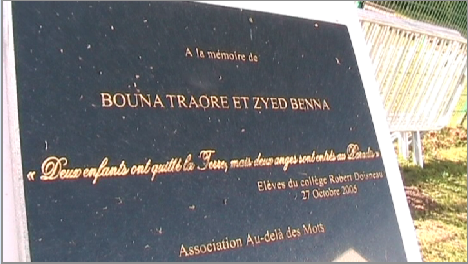 A la mémoire de
BOUNA TRAORE ET ZYED BENNA
« Deux enfants ont quitté la Terre, mais deux anges sont entrés au Paradis »
Elèves du collège Robert Doisneau
27 Octobre 2005
Association Au-delà des Mots